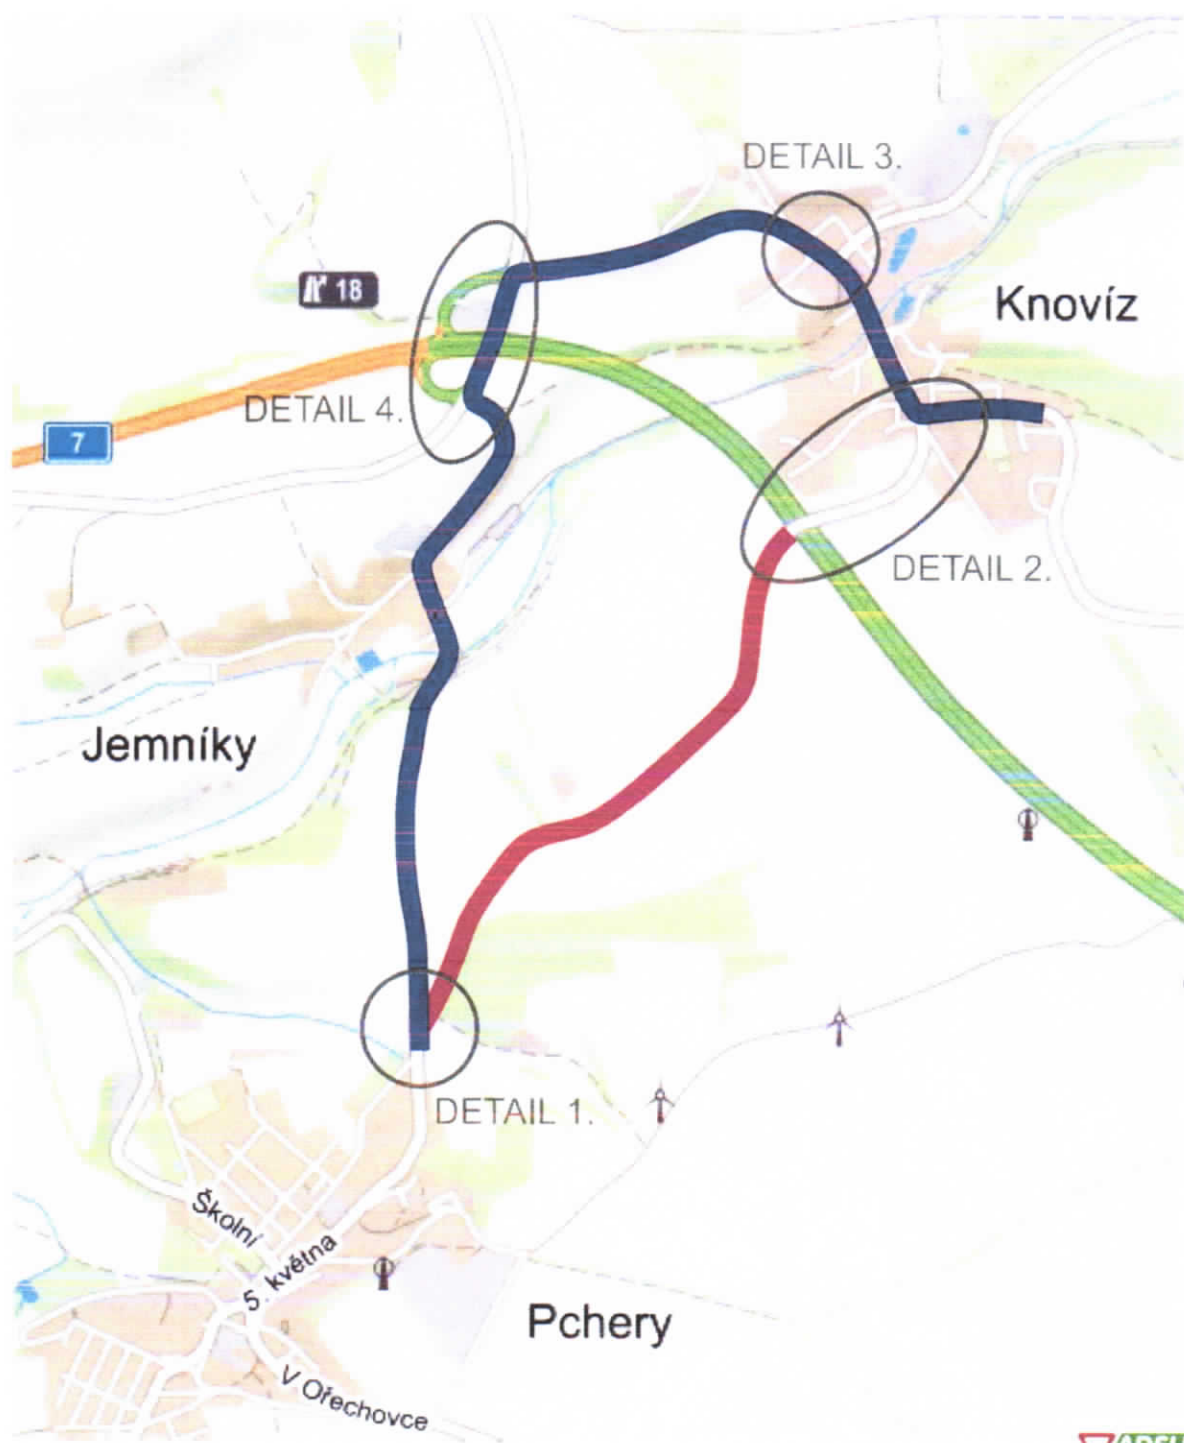 DETAIL 3.
18
Knovíz
DETAIL 4.
7
DETAIL 2.
Jemníky
DETAIL 1.
Školní
5. května
Pchery
V Ořechovce